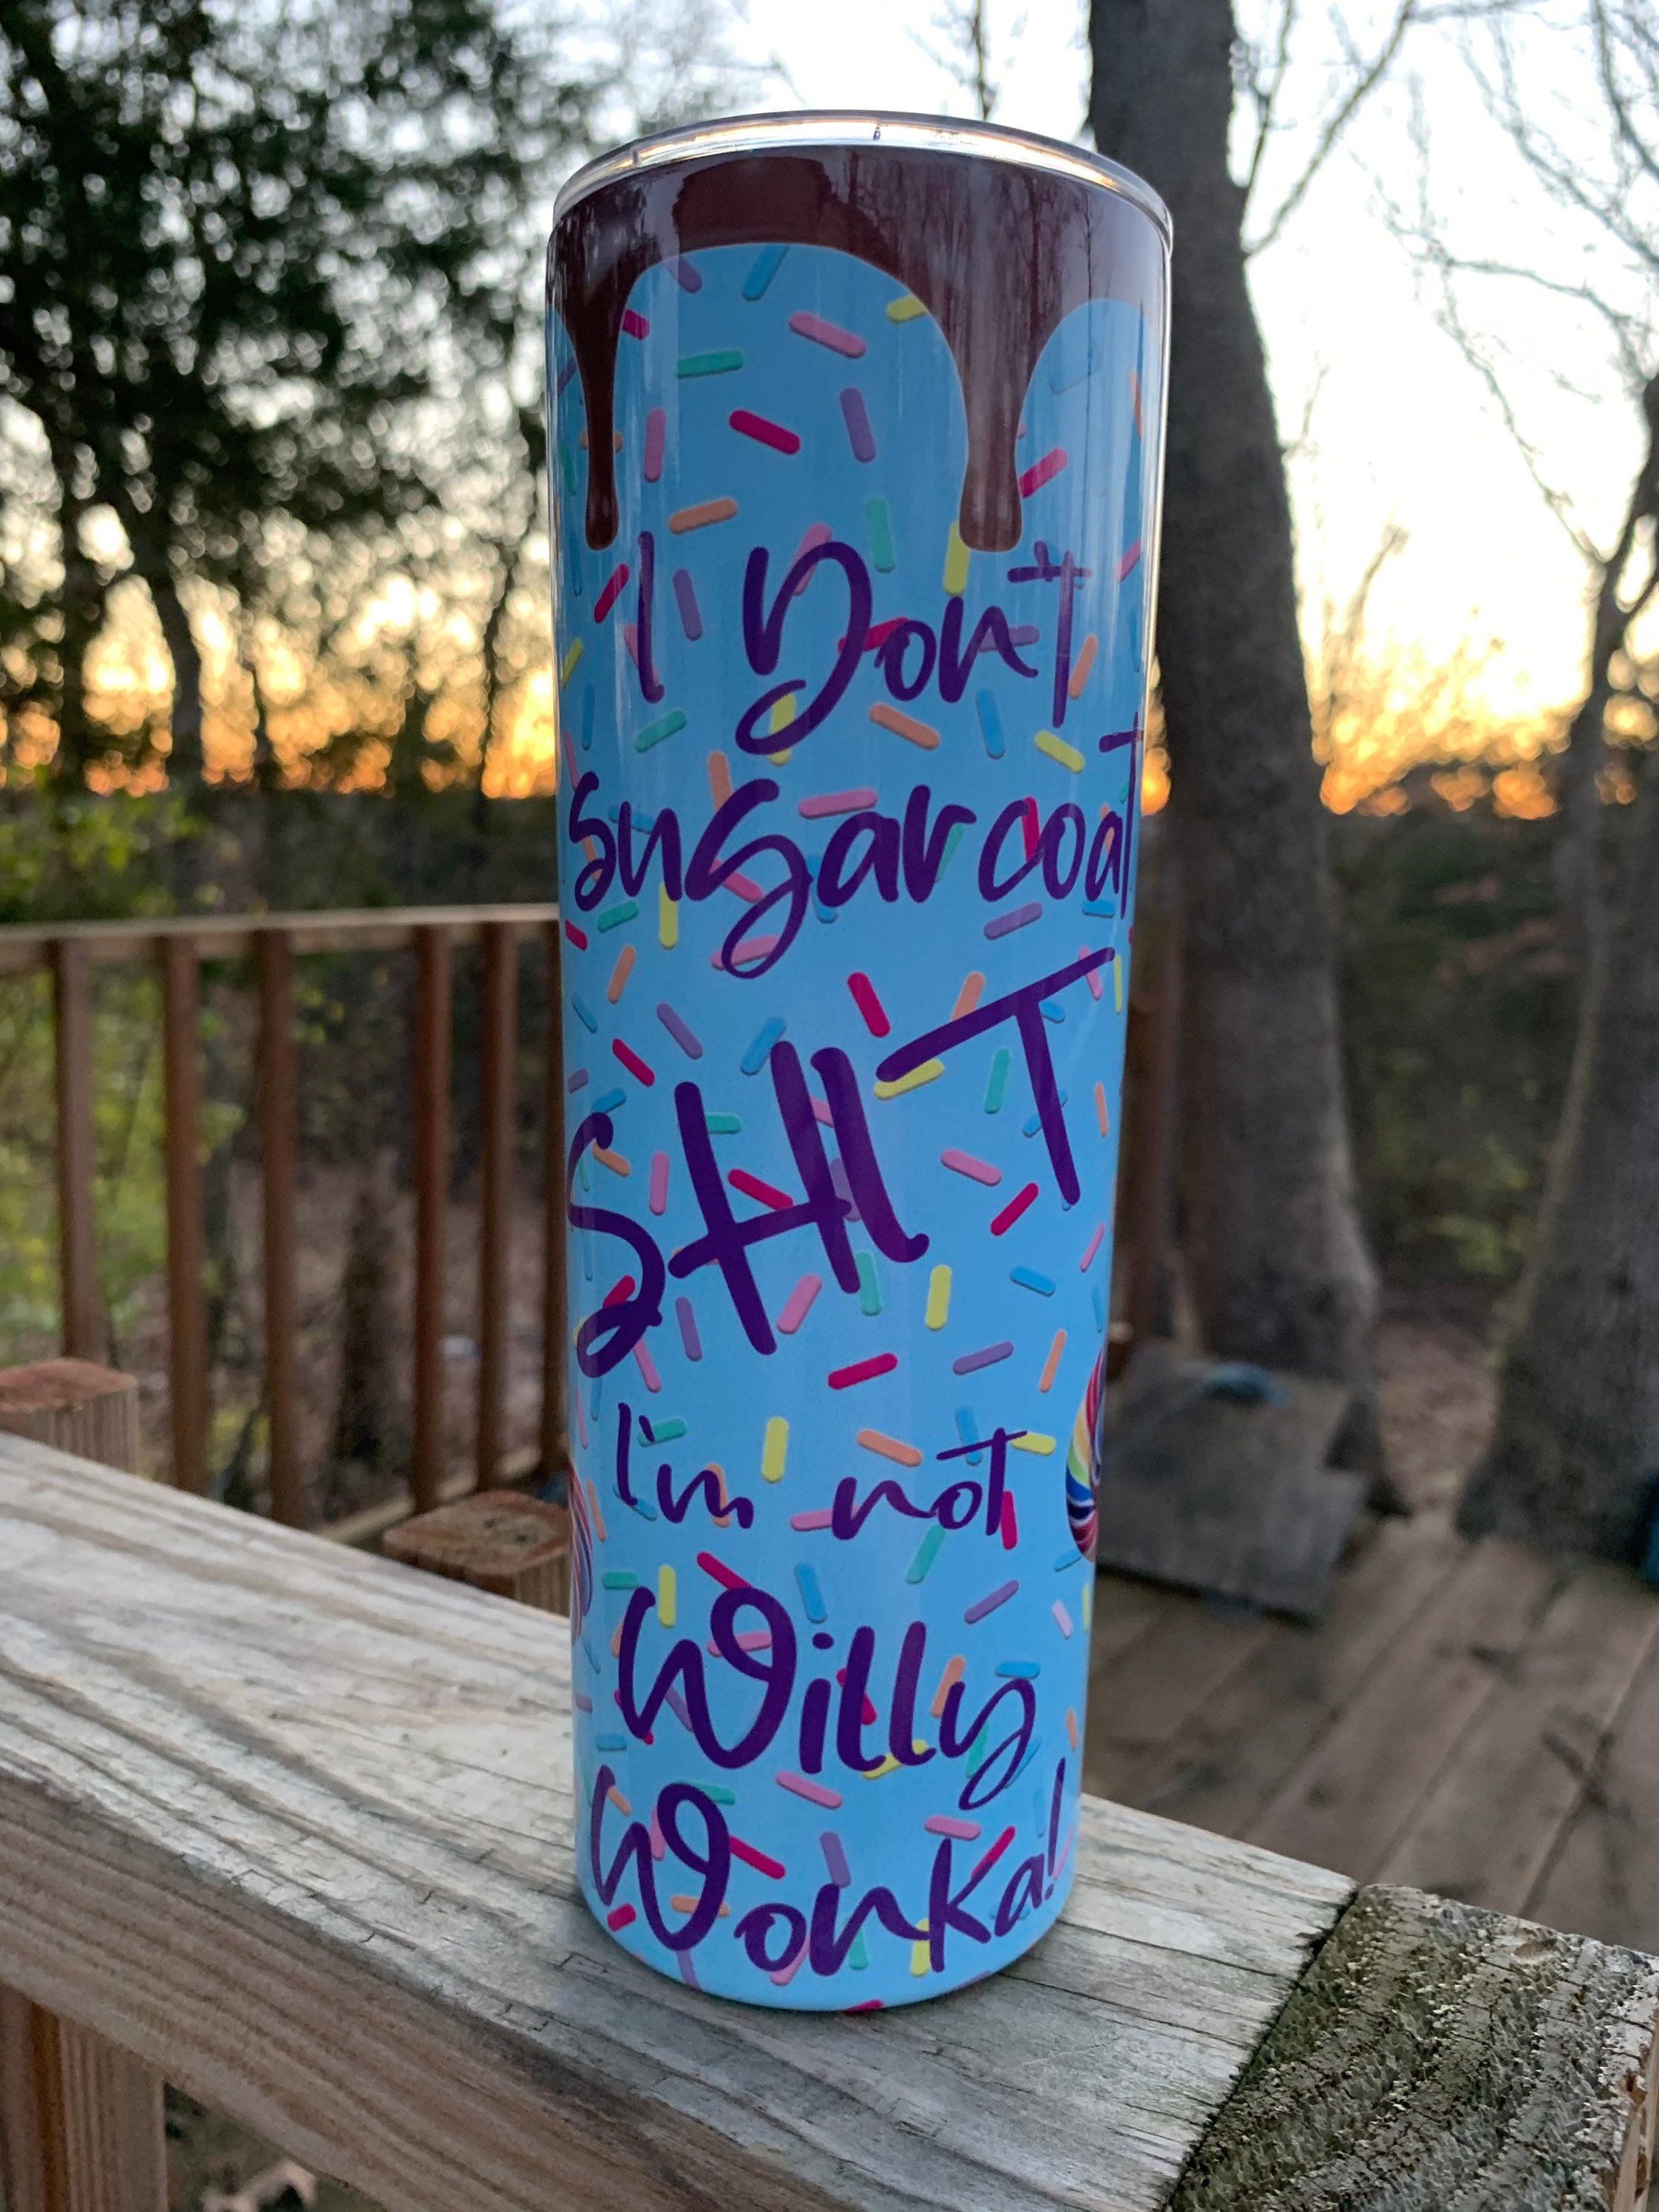 I Don't
sugarcoat
SHIT
I'm not
Willy
Wonka!